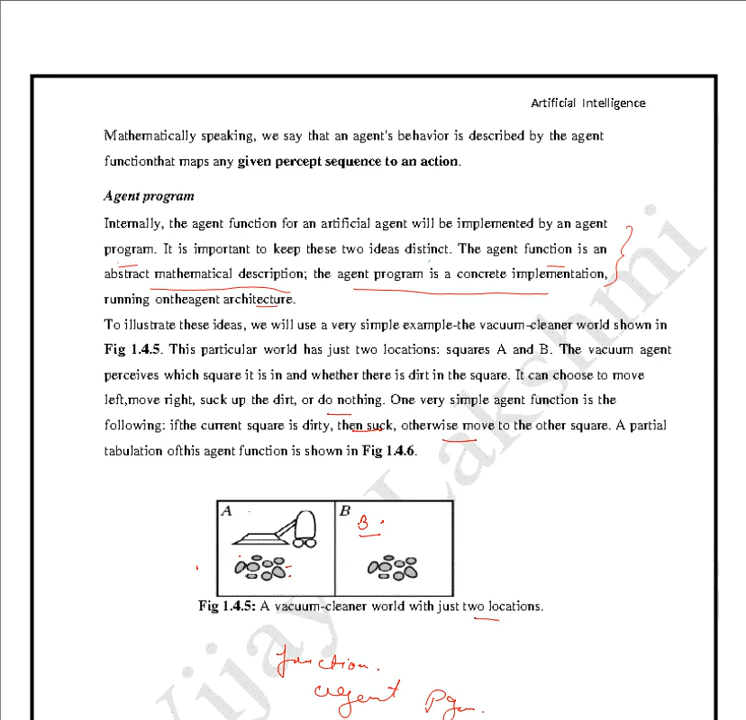 Artificial Intelligence
Mathematically speaking, we say that an agent's behavior is described by the agent
functionthat maps any given percept sequence to an action.
Agent program
Internally, the agent function for an artificial agent will be implemented by an agent
program. It is important to keep these two ideas distinct. The agent function is an
abstract mathematical description; the agent program is a concrete implementation,
running ontheagent architecture.
To illustrate these ideas, we will use a very simple example-the vacuum-cleaner world shown in
Fig 1.4.5. This particular world has just two locations: squares A and B. The vacuum agent
perceives which square it is in and whether there is dirt in the square. It can choose to move
left,move right, suck up the dirt, or do nothing. One very simple agent function is the
following: ifthe current square is dirty, then suck, otherwise move to the other square. A partial
tabulation ofthis agent function is shown in Fig 1.4.6.
A B
B
Fig 1.4.5: A vacuum-cleaner world with just two locations.
function.
agent Pgm.
Vijay Lakshmi